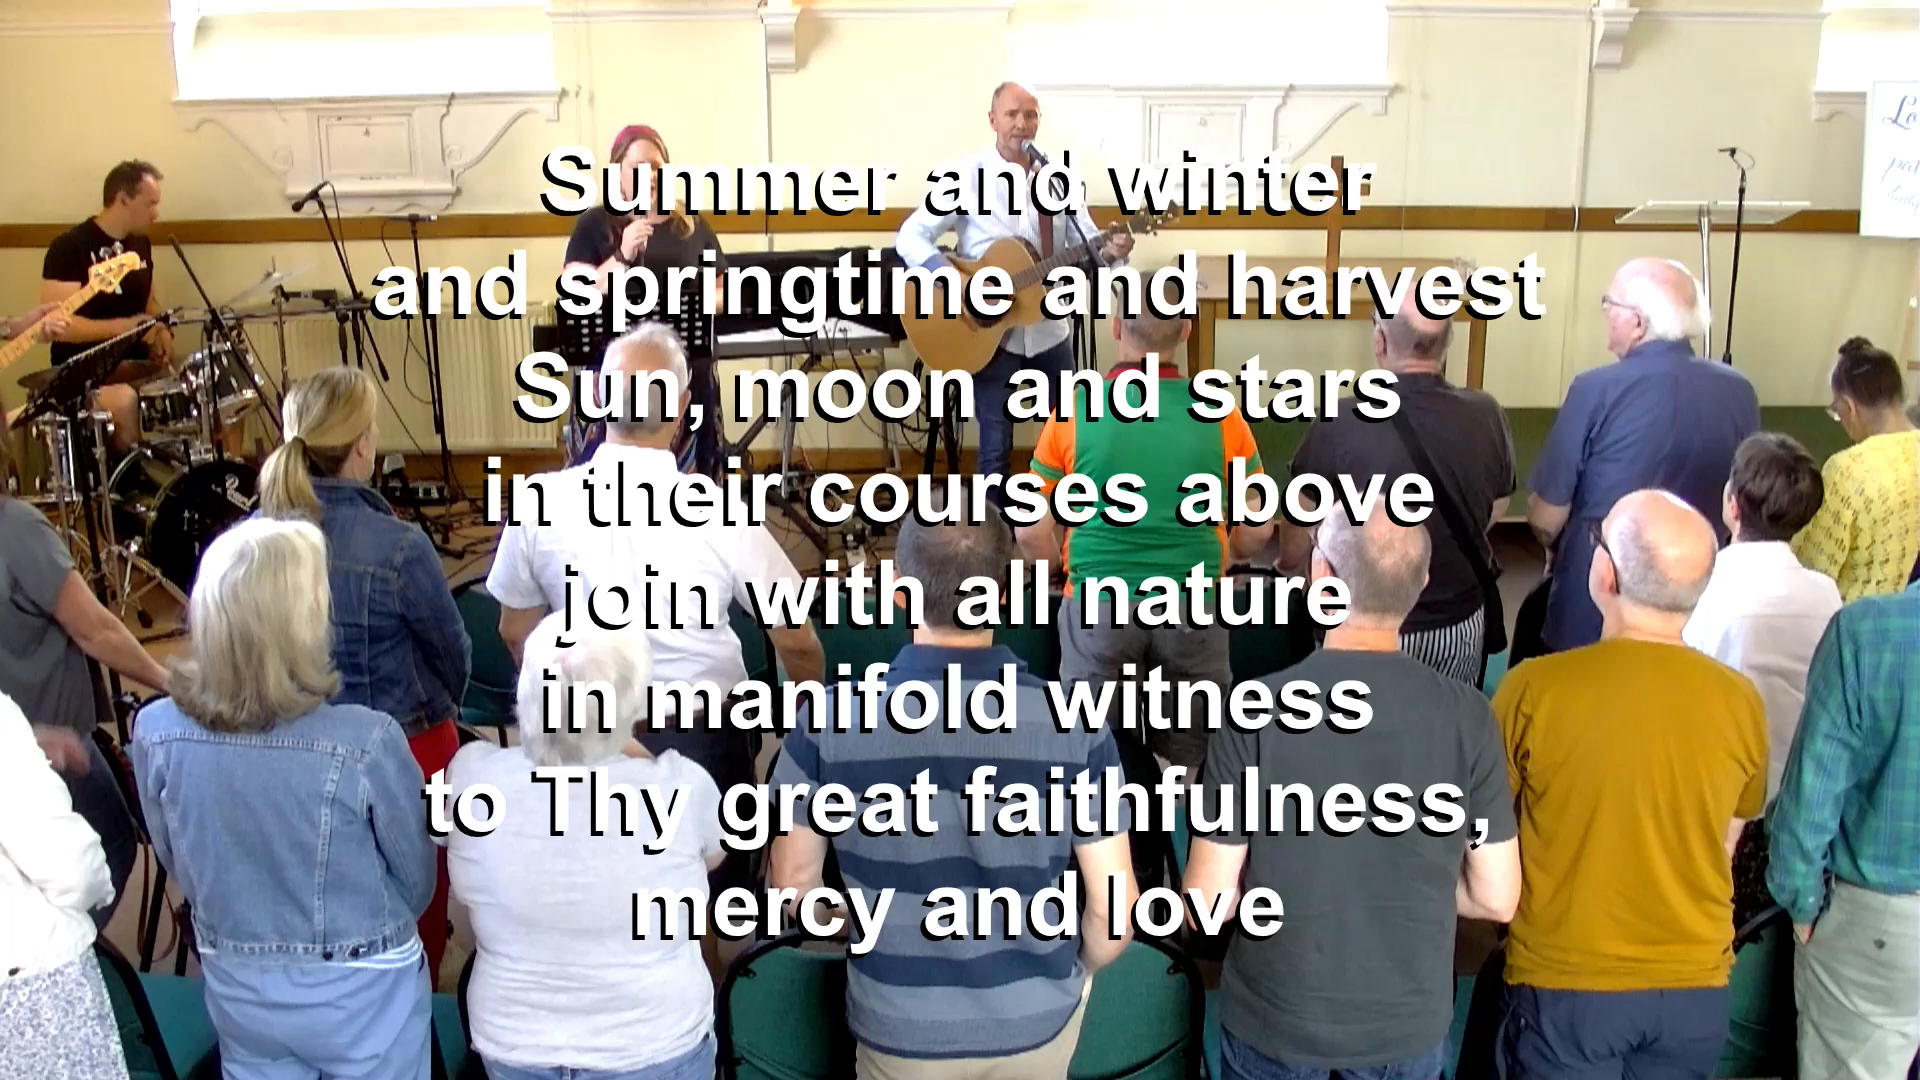 Summer and winter
and springtime and harvest
Sun, moon and stars
in their courses above
join with all nature
in manifold witness
to Thy great faithfulness,
mercy and love